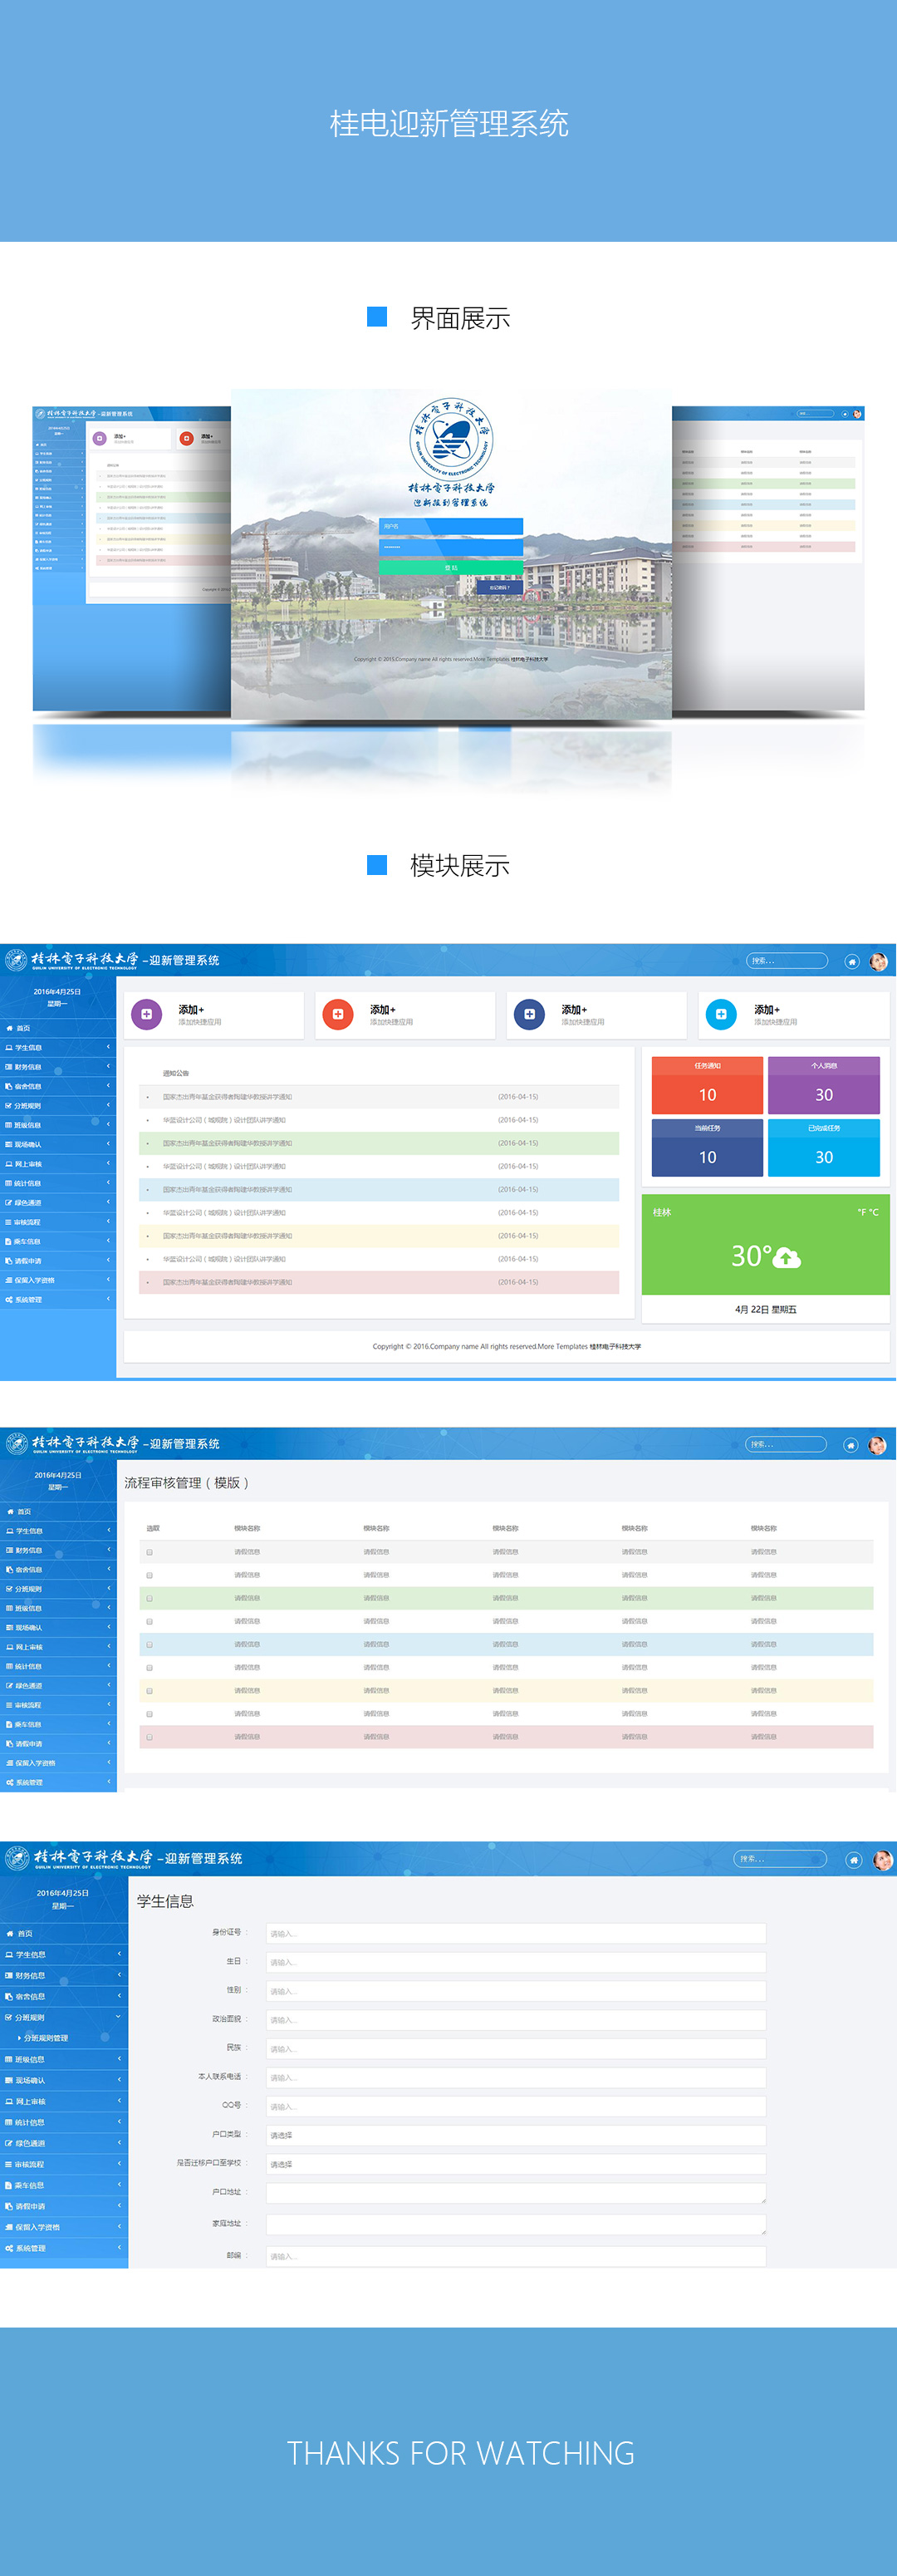 桂电迎新管理系统
界面展示
桂林电子科技大学-迎新管理系统
添加+
添加+
桂林电子科技大学
GUILIN UNIVERSITY OF ELECTRONIC TECHNOLOGY
桂林电子科技大学
迎新报到管理系统
用户名
登 陆
忘记密码？
Copyright © 2015.Company name All rights reserved.More Templates 桂林电子科技大学
模块展示
桂林电子科技大学 -迎新管理系统
GUILIN UNIVERSITY OF ELECTRONIC TECHNOLOGY
搜索...
2016年4月25日
星期一
首页
学生信息
财务信息
宿舍信息
分班规则
班级信息
现场确认
网上审核
统计信息
绿色通道
审核流程
乘车信息
请假申请
保留入学资格
系统管理
添加+
添加快捷应用
添加+
添加快捷应用
添加+
添加快捷应用
添加+
添加快捷应用
通知公告
国家杰出青年基金获得者陶建华教授讲学通知 (2016-04-15)
华蓝设计公司（城规院）设计团队讲学通知 (2016-04-15)
国家杰出青年基金获得者陶建华教授讲学通知 (2016-04-15)
华蓝设计公司（城规院）设计团队讲学通知 (2016-04-15)
国家杰出青年基金获得者陶建华教授讲学通知 (2016-04-15)
华蓝设计公司（城规院）设计团队讲学通知 (2016-04-15)
国家杰出青年基金获得者陶建华教授讲学通知 (2016-04-15)
华蓝设计公司（城规院）设计团队讲学通知 (2016-04-15)
国家杰出青年基金获得者陶建华教授讲学通知 (2016-04-15)
任务通知
10
个人消息
30
当前任务
10
已完成任务
30
桂林 °F °C
30°
4月 22日 星期五
Copyright © 2016.Company name All rights reserved.More Templates 桂林电子科技大学
桂林电子科技大学 -迎新管理系统
GUILIN UNIVERSITY OF ELECTRONIC TECHNOLOGY
搜索...
2016年4月25日
星期一
首页
学生信息
财务信息
宿舍信息
分班规则
班级信息
现场确认
网上审核
统计信息
绿色通道
审核流程
乘车信息
请假申请
保留入学资格
系统管理
流程审核管理（模版）
选取 模块名称 模块名称 模块名称 模块名称 模块名称
请假信息 请假信息 请假信息 请假信息 请假信息
请假信息 请假信息 请假信息 请假信息 请假信息
请假信息 请假信息 请假信息 请假信息 请假信息
请假信息 请假信息 请假信息 请假信息 请假信息
请假信息 请假信息 请假信息 请假信息 请假信息
请假信息 请假信息 请假信息 请假信息 请假信息
请假信息 请假信息 请假信息 请假信息 请假信息
请假信息 请假信息 请假信息 请假信息 请假信息
请假信息 请假信息 请假信息 请假信息 请假信息
桂林电子科技大学 -迎新管理系统
GUILIN UNIVERSITY OF ELECTRONIC TECHNOLOGY
搜索...
2016年4月25日
星期一
首页
学生信息
财务信息
宿舍信息
分班规则
分班规则管理
班级信息
现场确认
网上审核
统计信息
绿色通道
审核流程
乘车信息
请假申请
保留入学资格
系统管理
学生信息
身份证号 : 请输入...
生日 : 请输入...
性别 : 请输入...
政治面貌 : 请输入...
民族 : 请输入...
本人联系电话 : 请输入...
QQ号 : 请输入...
户口类型 : 请选择
是否迁移户口至学校 : 请选择
户口地址 :
家庭地址 :
邮编 : 请输入...
THANKS FOR WATCHING